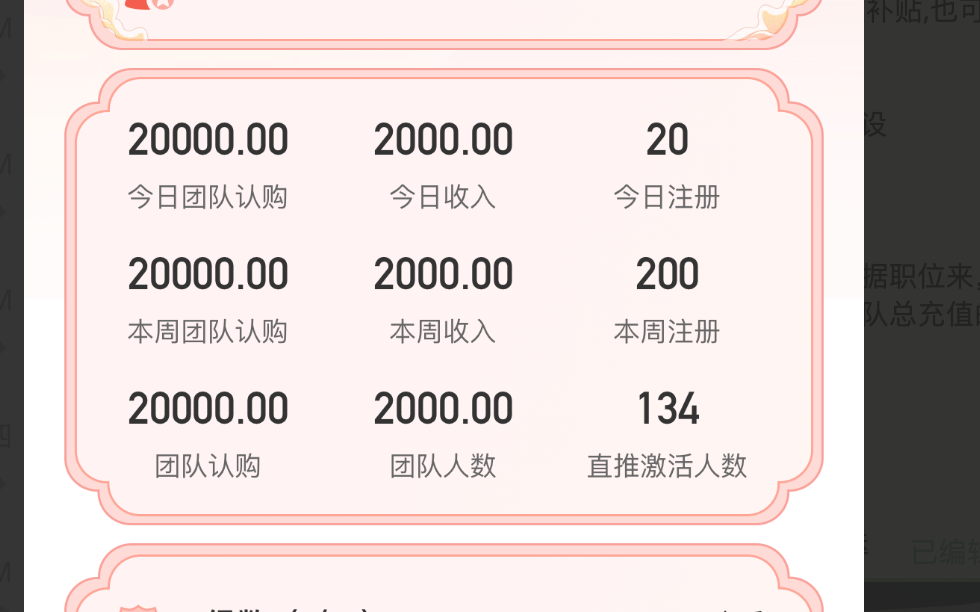 补贴,也可
20000.00 2000.00 20
今日团队认购 今日收入 今日注册
设
20000.00 2000.00 200
本周团队认购 本周收入 本周注册
据职位来,
队总充值
20000.00 2000.00 134
团队认购 团队人数 直推激活人数
已编辑